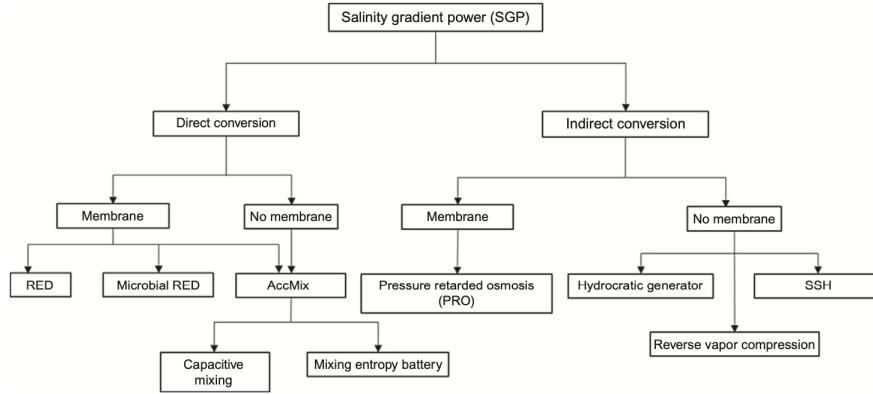 Salinity gradient power (SGP)
Direct conversion
Indirect conversion
Membrane
No membrane
Membrane
No membrane
RED
Microbial RED
AccMix
Pressure retarded osmosis
(PRO)
Hydrocratic generator
SSH
Reverse vapor compression
Capacitive
mixing
Mixing entropy battery